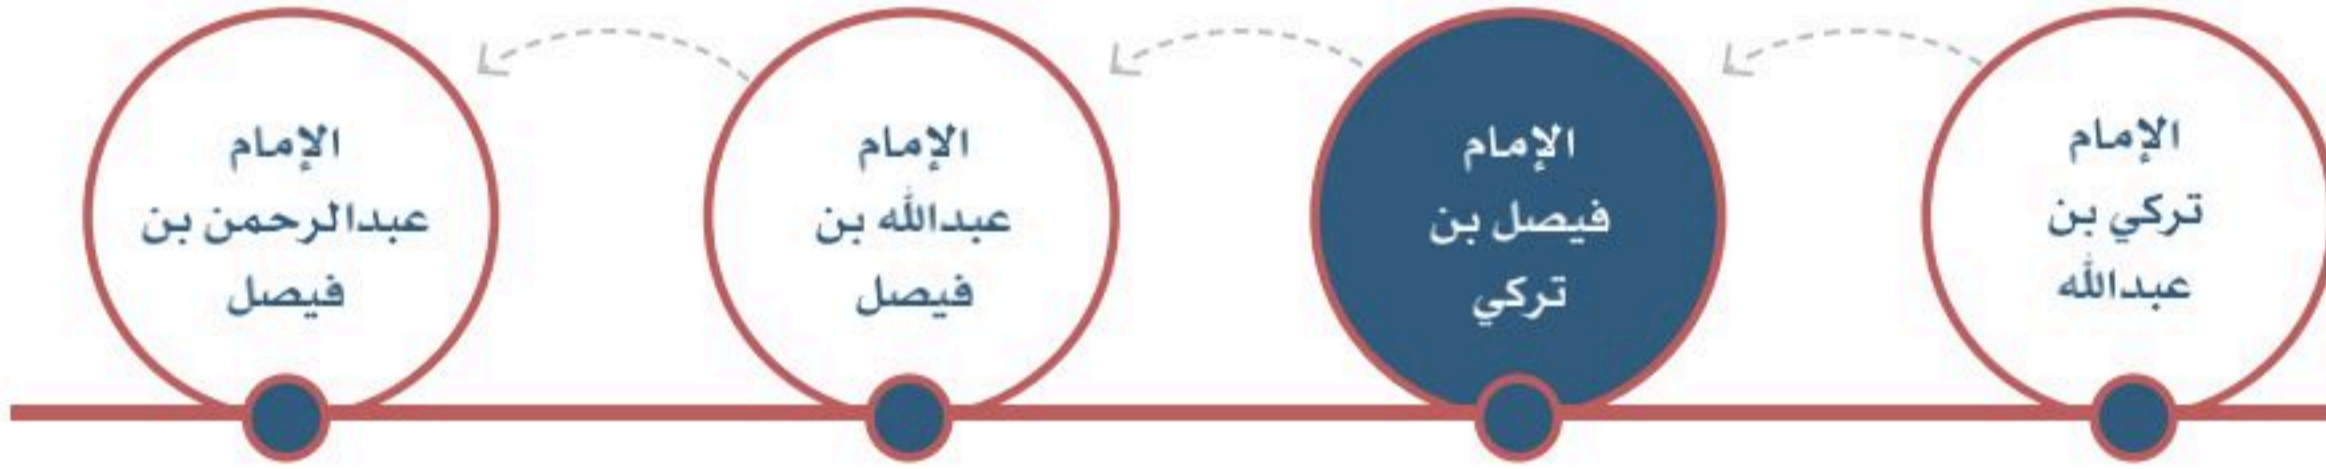 الإمام
تركي بن
عبدالله
الإمام
فيصل بن
تركي
الإمام
عبدالله بن
فيصل
الإمام
عبدالرحمن بن
فيصل